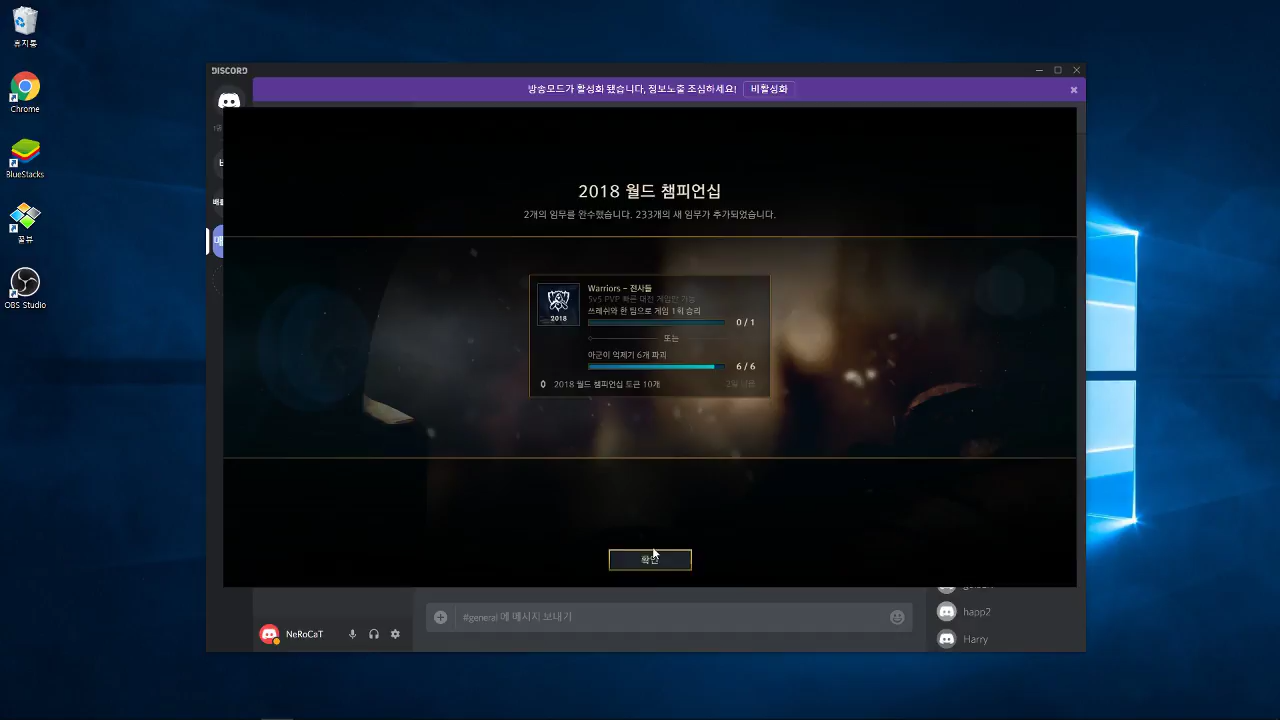 휴지통
Chrome
BlueStacks
꿀뷰
OBS Studio
DISCORD
방송모드가 활성화 됐습니다, 정보노출 조심하세요!
비활성화
2018 월드 챔피언십
2개의 임무를 완수했습니다. 233개의 새 임무가 추가되었습니다.
2018
Warriors - 전사들
5v5 PVP 빠른 대전 게임만 가능
쓰레쉬와 한 팀으로 게임 1회 승리
0 / 1
또는
아군이 억제기 6개 파괴
6 / 6
0 2018 월드 챔피언십 토큰 10개
확인
#general 에 메시지 보내기
NeRoCaT
happ2
Harry